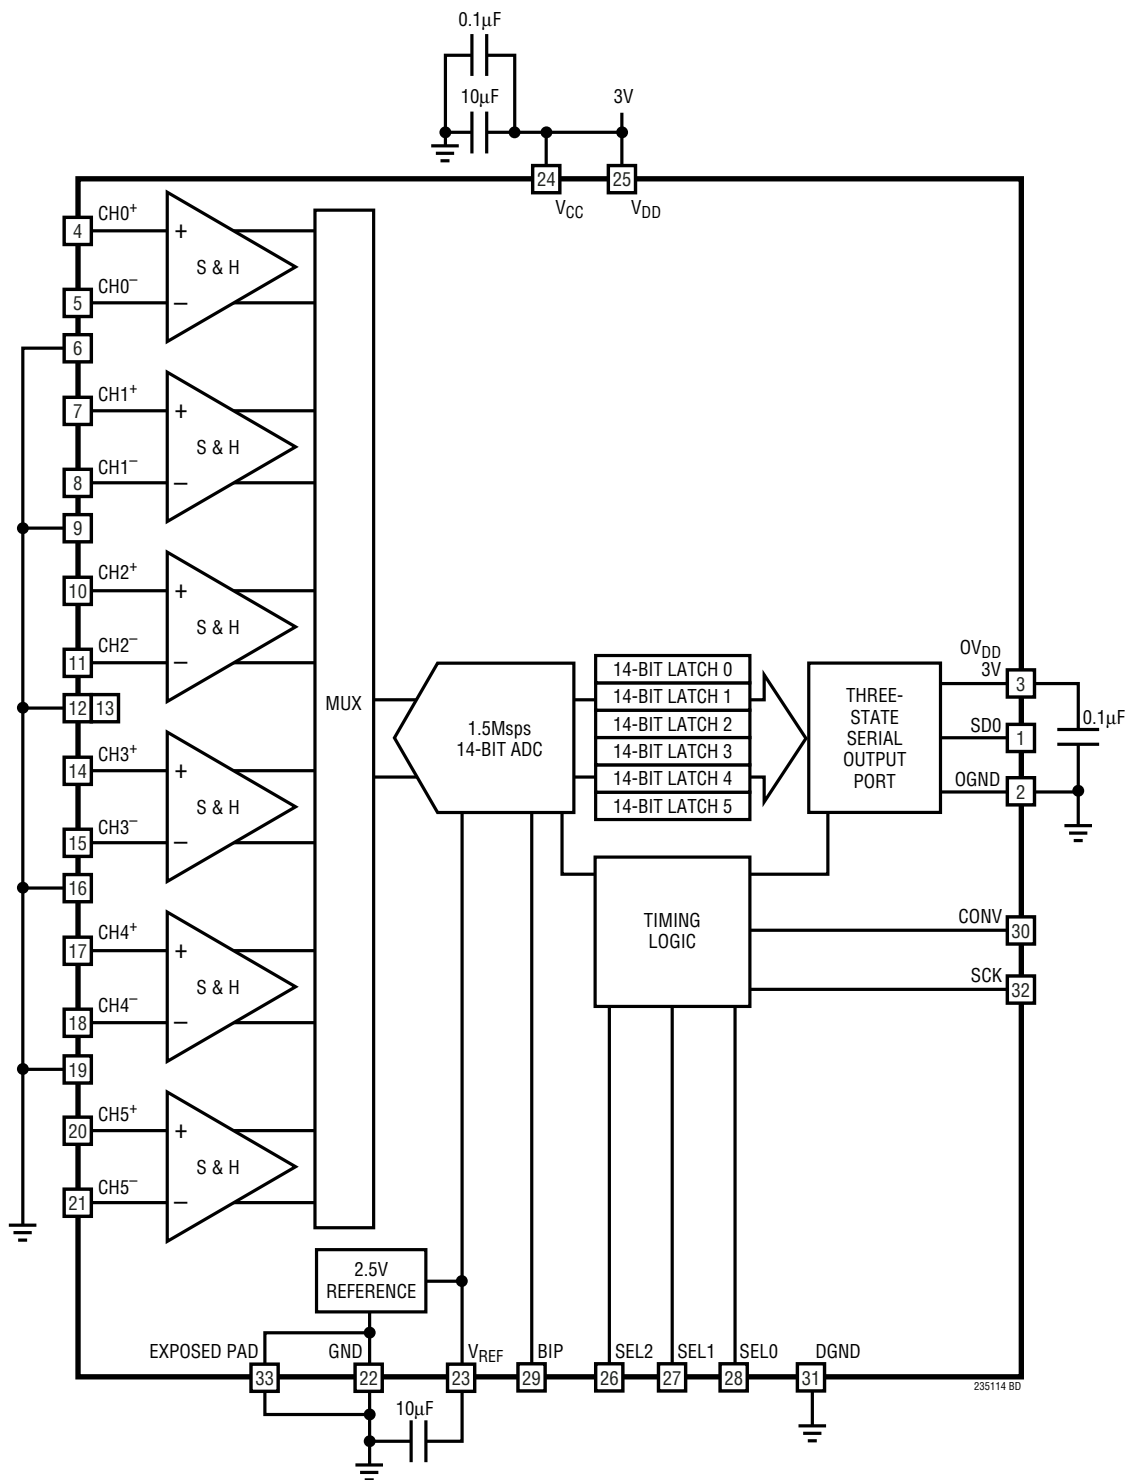 0.1µF
10µF
3V
24
25
VCC
VDD
4
CH0+
+
S & H
5
CH0–
–
6
7
CH1+
+
S & H
8
CH1–
–
9
10
CH2+
+
S & H
11
CH2–
–
12 13
14
CH3+
+
S & H
15
CH3–
–
16
17
CH4+
+
S & H
18
CH4–
–
19
20
CH5+
+
S & H
21
CH5–
–
MUX
1.5Msps
14-BIT ADC
14-BIT LATCH 0
14-BIT LATCH 1
14-BIT LATCH 2
14-BIT LATCH 3
14-BIT LATCH 4
14-BIT LATCH 5
THREE-
STATE
SERIAL
OUTPUT
PORT
OVDD
3V
3
0.1µF
SD0
1
OGND
2
TIMING
LOGIC
CONV
30
SCK
32
2.5V
REFERENCE
EXPOSED PAD
GND
VREF
BIP
SEL2
SEL1
SEL0
DGND
33
22
23
29
26
27
28
31
235114 BD
10µF